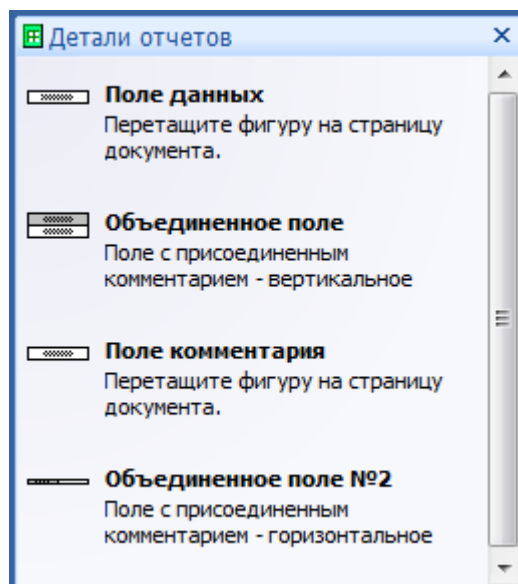 Детали отчетов
Поле данных
Перетащите фигуру на страницу
документа.
Объединенное поле
Поле с присоединенным
комментарием - вертикальное
Поле комментария
Перетащите фигуру на страницу
документа.
Объединенное поле №2
Поле с присоединенным
комментарием - горизонтальное